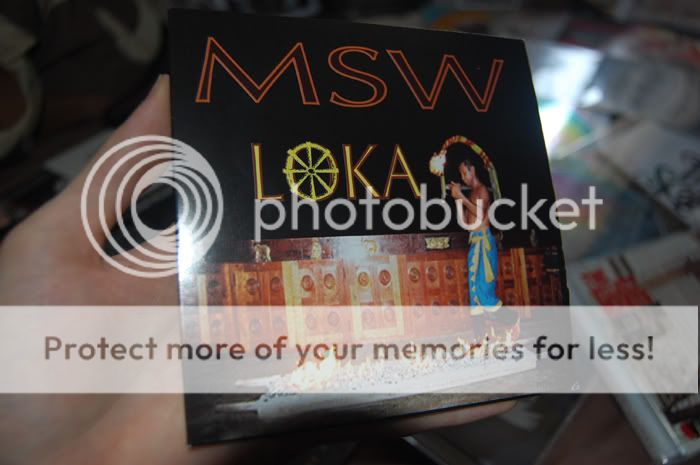 MSW
LOKA
photobucket
Protect more of your memories for less!